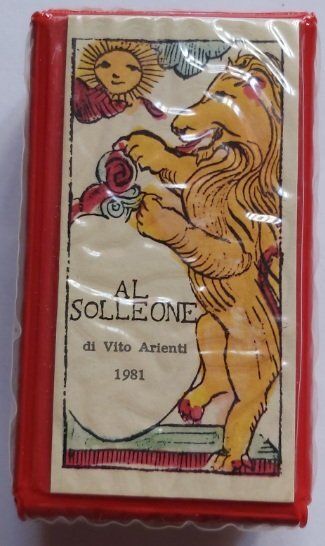 AL
SOLLEONE
di Vito Arienti
1981